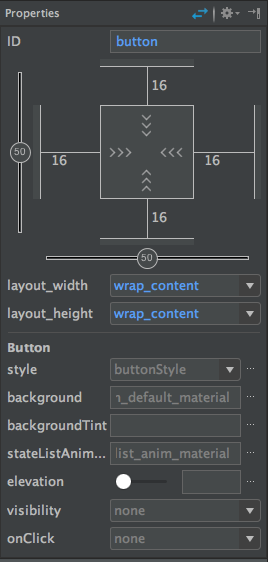 Properties
ID button
16
50
16 16
16
50
layout_width wrap_content
layout_height wrap_content
Button
style buttonStyle ...
background n_default_material ...
backgroundTint ...
stateListAnim... list_anim_material ...
elevation ...
visibility none
onClick none